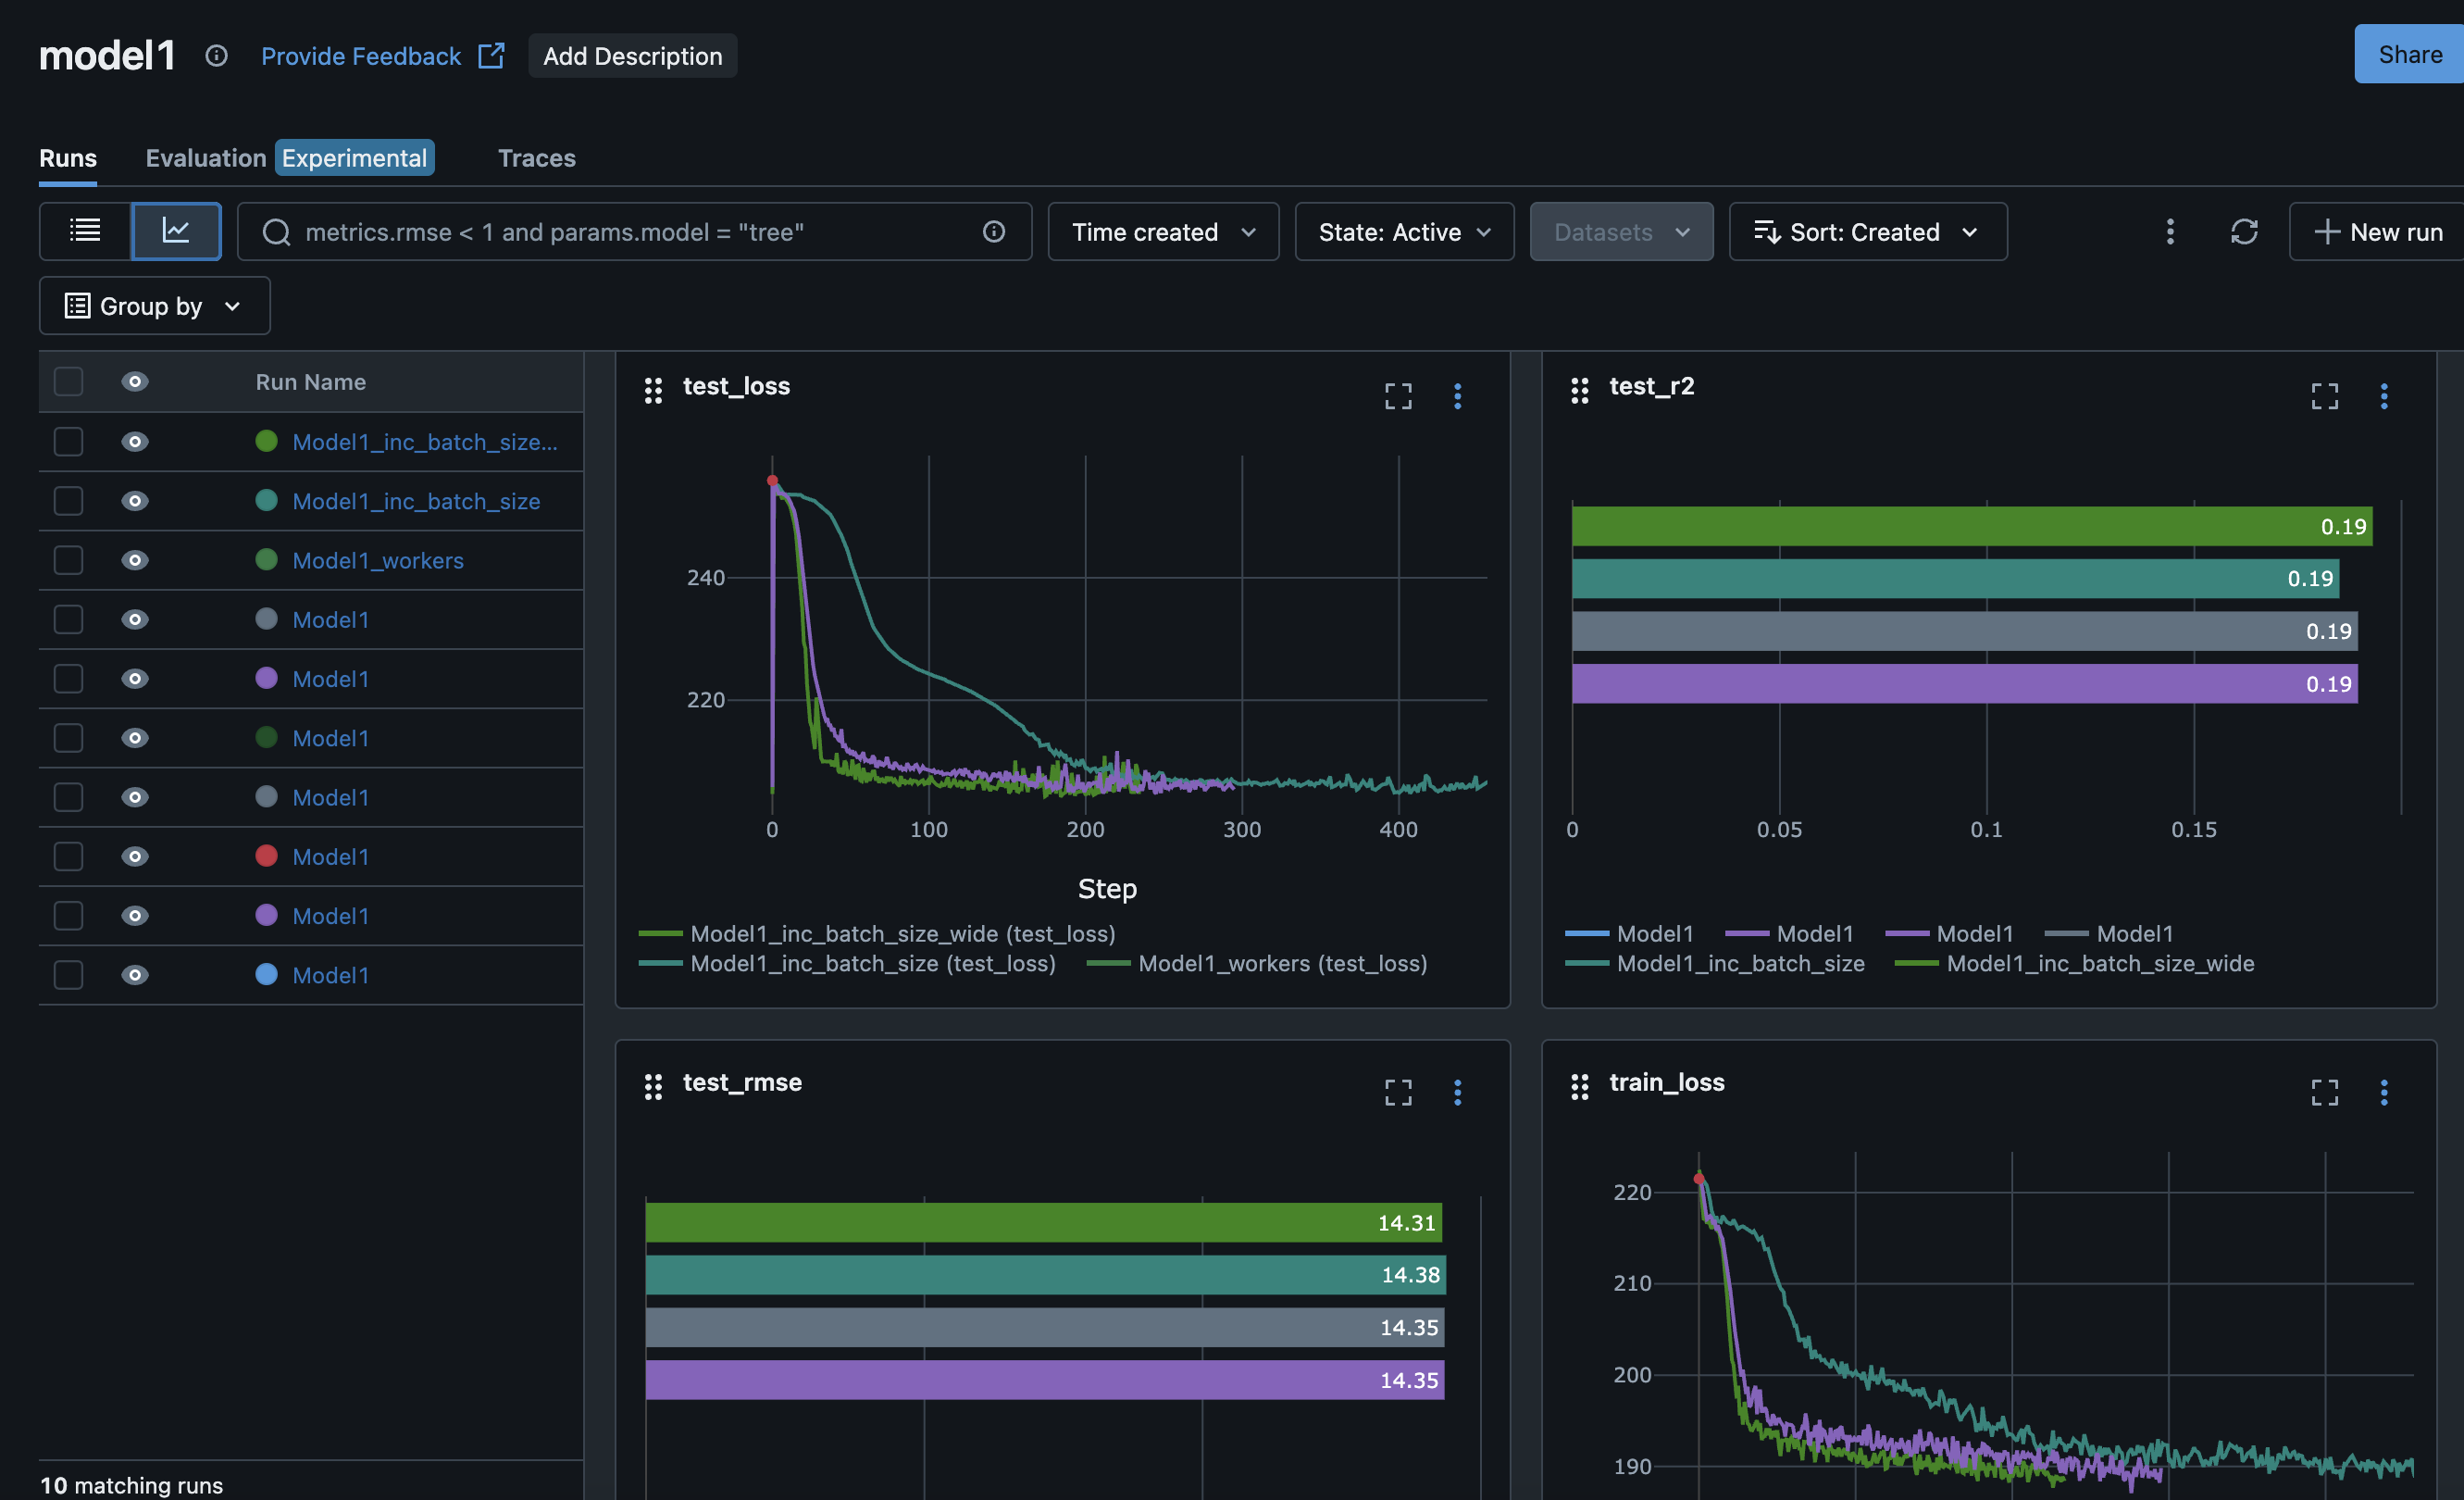 model1 Provide Feedback Add Description
Share
Runs Evaluation Experimental Traces
metrics.rmse < 1 and params.model = "tree" Time created State: Active Datasets Sort: Created New run
Group by
Run Name
Model1_inc_batch_size...
Model1_inc_batch_size
Model1_workers
Model1
Model1
Model1
Model1
Model1
Model1
Model1
10 matching runs
test_loss
240
220
0 100 200 300 400
Step
Model1_inc_batch_size_wide (test_loss)
Model1_inc_batch_size (test_loss) Model1_workers (test_loss)
test_r2
0.19
0.19
0.19
0.19
0 0.05 0.1 0.15
Model1 Model1 Model1 Model1
Model1_inc_batch_size Model1_inc_batch_size_wide
test_rmse
14.31
14.38
14.35
14.35
train_loss
220
210
200
190